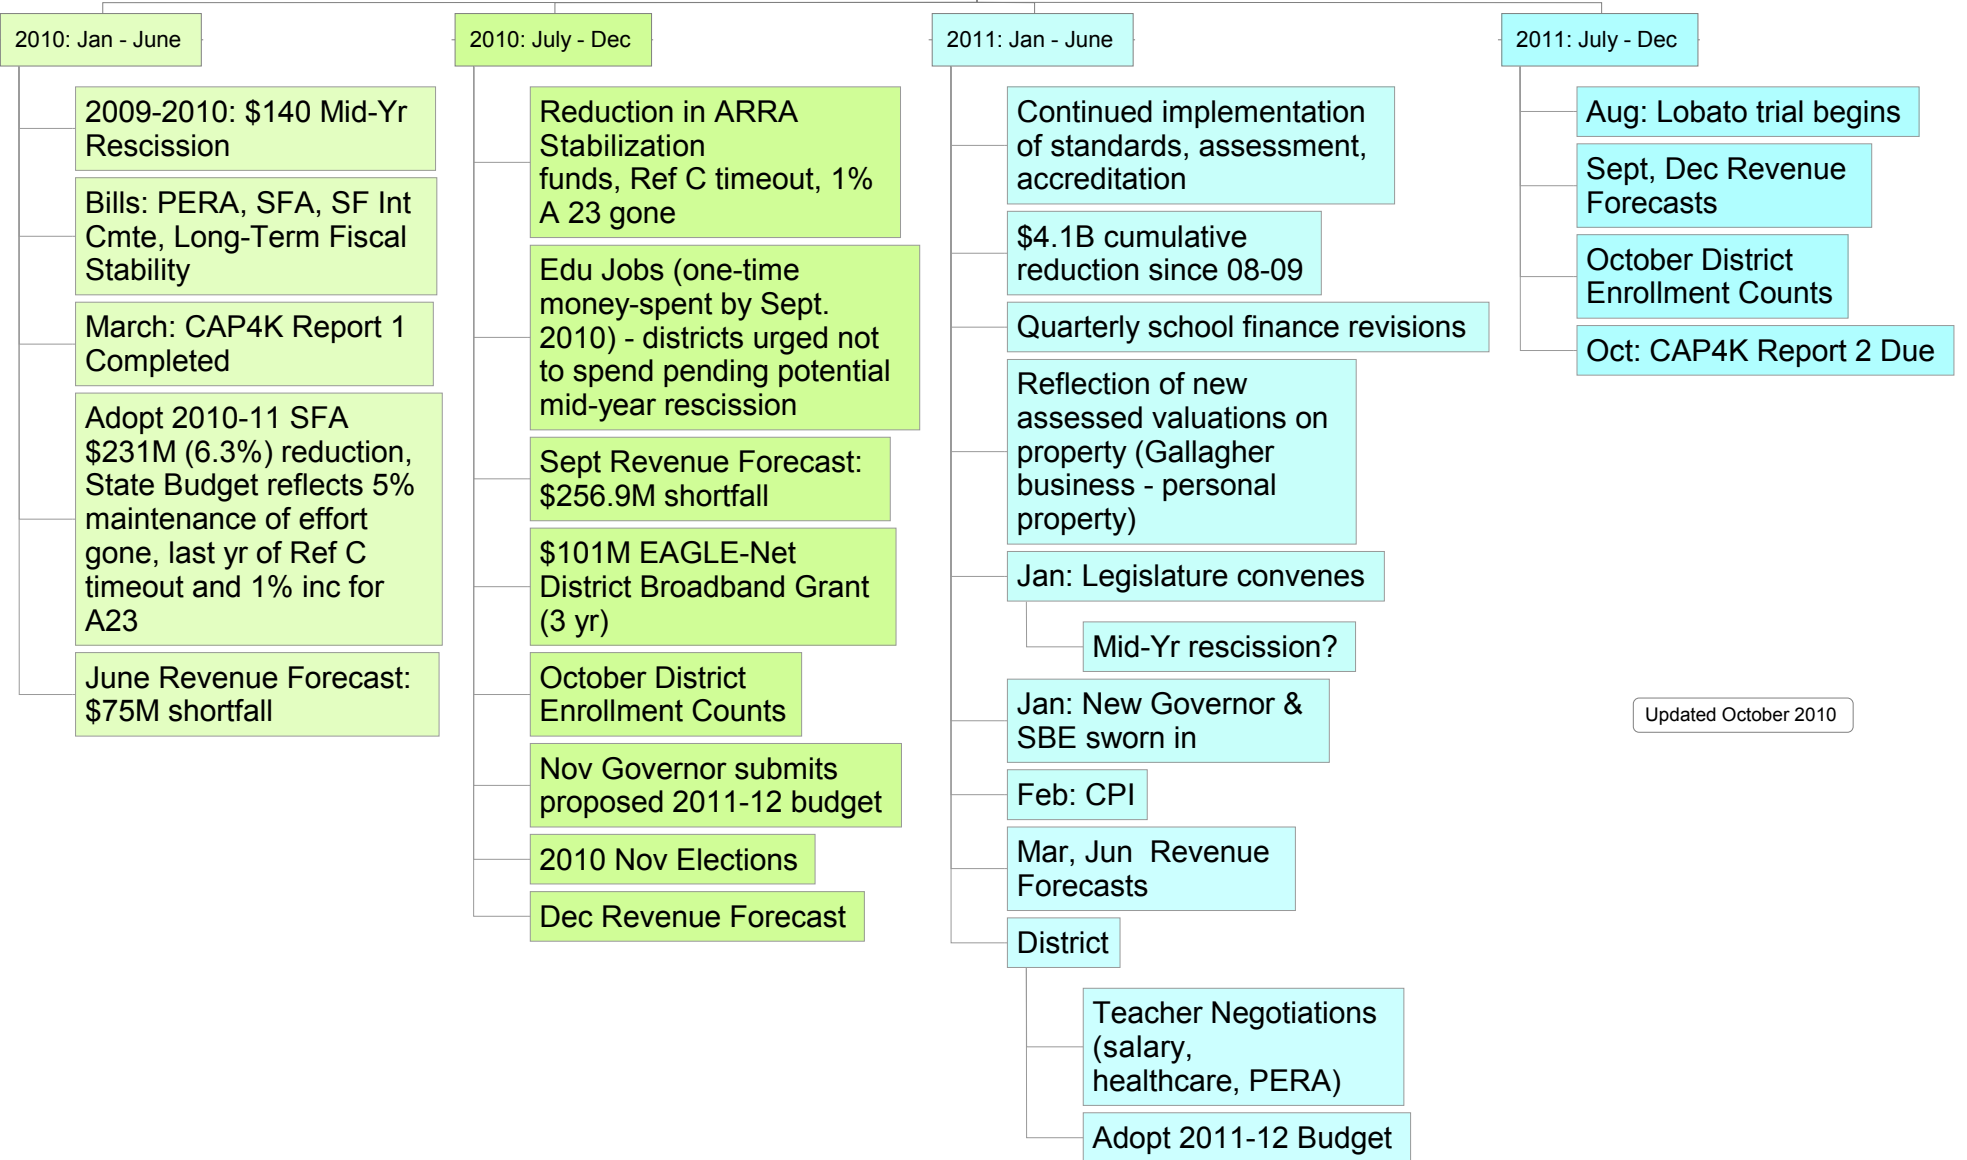 2010: Jan - June
2009-2010: $140 Mid-Yr
Rescission
Bills: PERA, SFA, SF Int
Cmte, Long-Term Fiscal
Stability
March: CAP4K Report 1
Completed
Adopt 2010-11 SFA
$231M (6.3%) reduction,
State Budget reflects 5%
maintenance of effort
gone, last yr of Ref C
timeout and 1% inc for
A23
June Revenue Forecast:
$75M shortfall
2010: July - Dec
Reduction in ARRA
Stabilization
funds, Ref C timeout, 1%
A 23 gone
Edu Jobs (one-time
money-spent by Sept.
2010) - districts urged not
to spend pending potential
mid-year rescission
Sept Revenue Forecast:
$256.9M shortfall
$101M EAGLE-Net
District Broadband Grant
(3 yr)
October District
Enrollment Counts
Nov Governor submits
proposed 2011-12 budget
2010 Nov Elections
Dec Revenue Forecast
2011: Jan - June
Continued implementation
of standards, assessment,
accreditation
$4.1B cumulative
reduction since 08-09
Quarterly school finance revisions
Reflection of new
assessed valuations on
property (Gallagher
business - personal
property)
Jan: Legislature convenes
Mid-Yr rescission?
Jan: New Governor &
SBE sworn in
Feb: CPI
Mar, Jun  Revenue
Forecasts
District
Teacher Negotiations
(salary,
healthcare, PERA)
Adopt 2011-12 Budget
2011: July - Dec
Aug: Lobato trial begins
Sept, Dec Revenue
Forecasts
October District
Enrollment Counts
Oct: CAP4K Report 2 Due
Updated October 2010